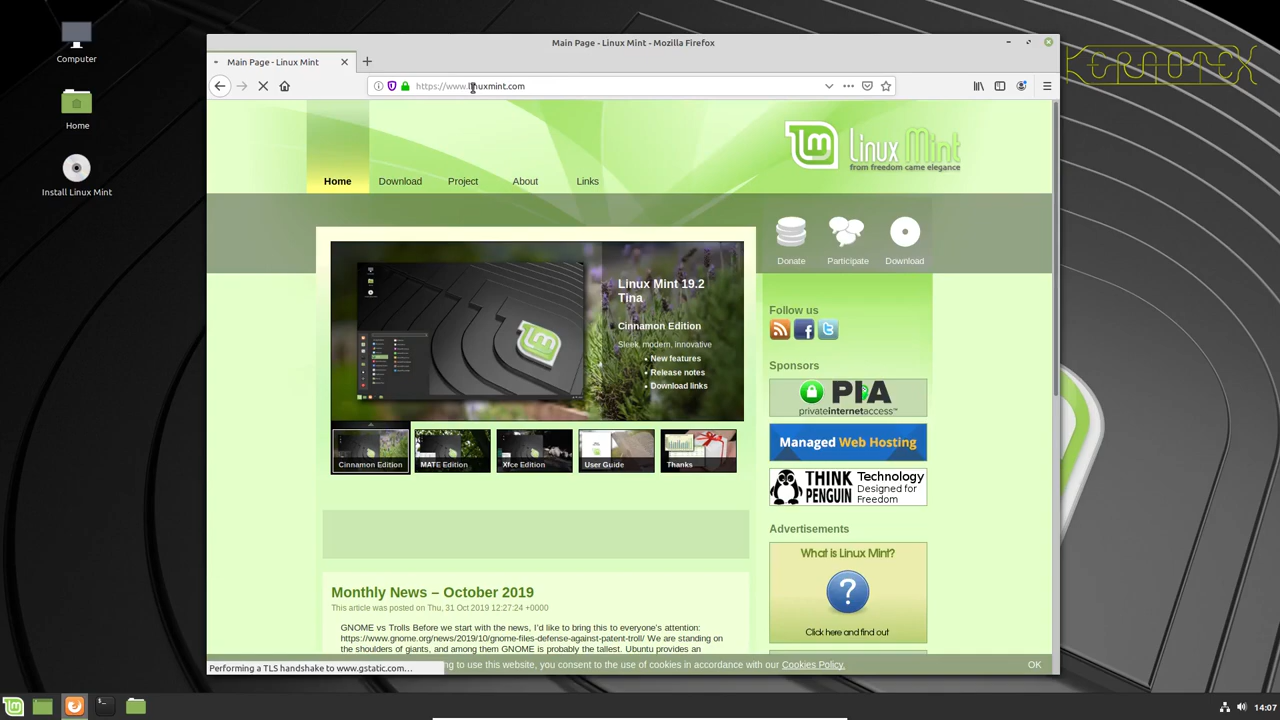 Computer
Home
Install Linux Mint
Main Page - Linux Mint - Mozilla Firefox
KERNOTEX
Main Page - Linux Mint
https://www.linuxmint.com
Linux Mint
from freedom came elegance
Home
Download
Project
About
Links
Donate
Participate
Download
Linux Mint 19.2
Tina
Cinnamon Edition
Sleek, modern, innovative
• New features
• Release notes
• Download links
Cinnamon Edition
MATE Edition
Xfce Edition
User Guide
Thanks
Follow us
Sponsors
PIA
privateinternetaccess™
Managed Web Hosting
THINK
PENGUIN
Technology
Designed for
Freedom
Advertisements
What is Linux Mint?
Click here and find out
Monthly News – October 2019
This article was posted on Thu, 31 Oct 2019 12:27:24 +0000
GNOME vs Trolls Before we start with the news, I'd like to bring this to everyone's attention:
https://www.gnome.org/news/2019/10/gnome-files-defense-against-patent-troll/ We are standing on
the shoulders of giants, and among them GNOME is probably the tallest. Ubuntu provides an
Performing a TLS handshake to www.gstatic.com…
to use this website, you consent to the use of cookies in accordance with our Cookies Policy.
OK
14:07